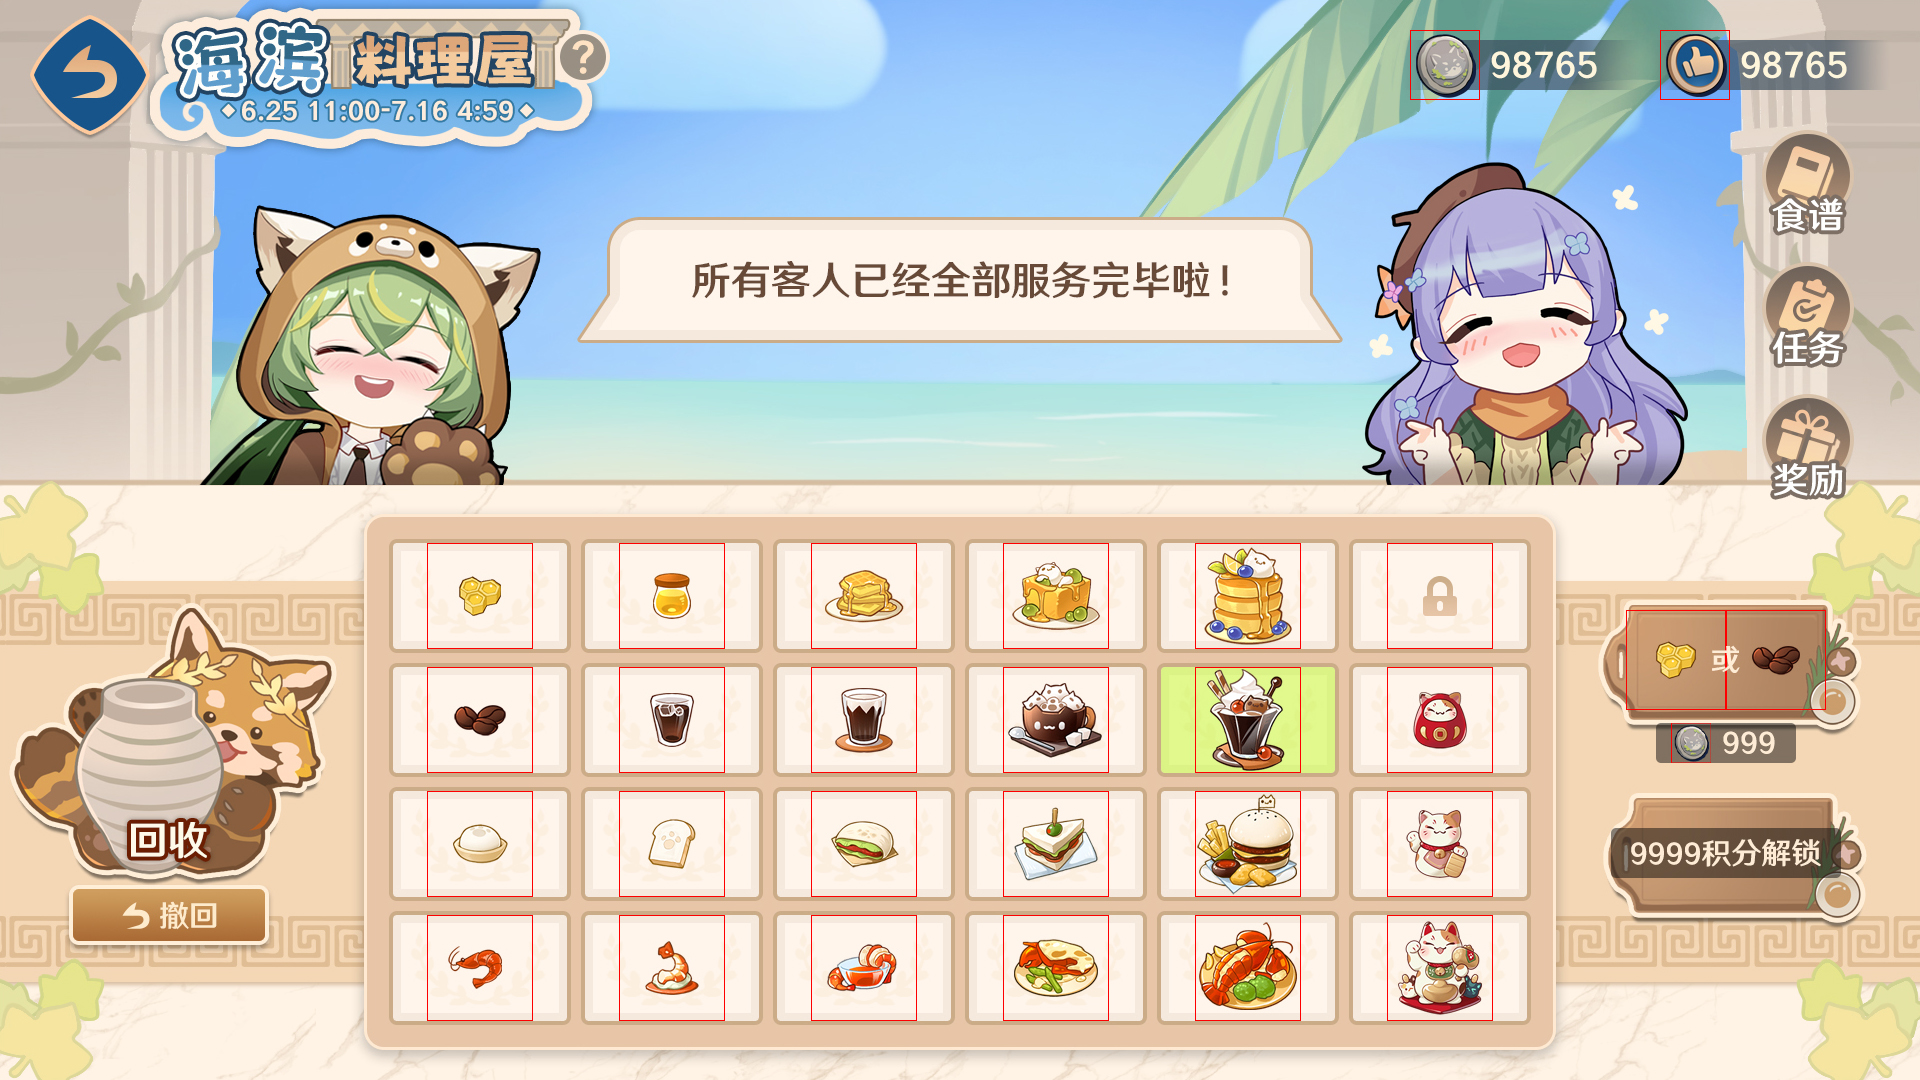 海滨料理屋
?
6.25 11:00-7.16 4:59
98765
98765
食谱
任务
奖励
所有客人已经全部服务完毕啦！
或
999
9999积分解锁
回收
撤回